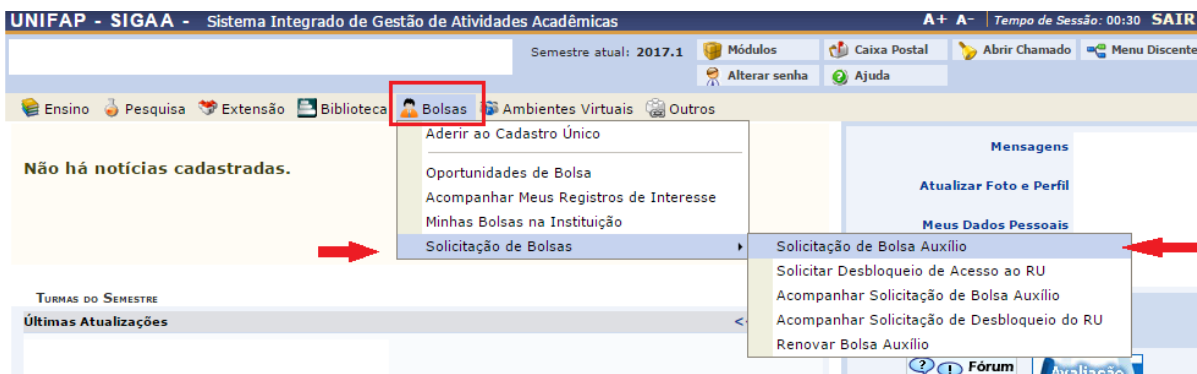 UNIFAP - SIGAA - Sistema Integrado de Gestão de Atividades Acadêmicas A+ A- | Tempo de Sessão: 00:30 SAIR
Semestre atual: 2017.1 Módulos Caixa Postal Abrir Chamado Menu Discente
Alterar senha Ajuda
Ensino Pesquisa Extensão Biblioteca Bolsas Ambientes Virtuais Outros
Aderir ao Cadastro Único
Mensagens
Não há notícias cadastradas.
Oportunidades de Bolsa
Atualizar Foto e Perfil
Acompanhar Meus Registros de Interesse
Minhas Bolsas na Instituição
Meus Dados Pessoais
Solicitação de Bolsas
Solicitação de Bolsa Auxílio
Solicitar Desbloqueio de Acesso ao RU
Acompanhar Solicitação de Bolsa Auxílio
Acompanhar Solicitação de Desbloqueio do RU
Renovar Bolsa Auxílio
TURMAS DO SEMESTRE
Últimas Atualizações
Fórum
Avaliação